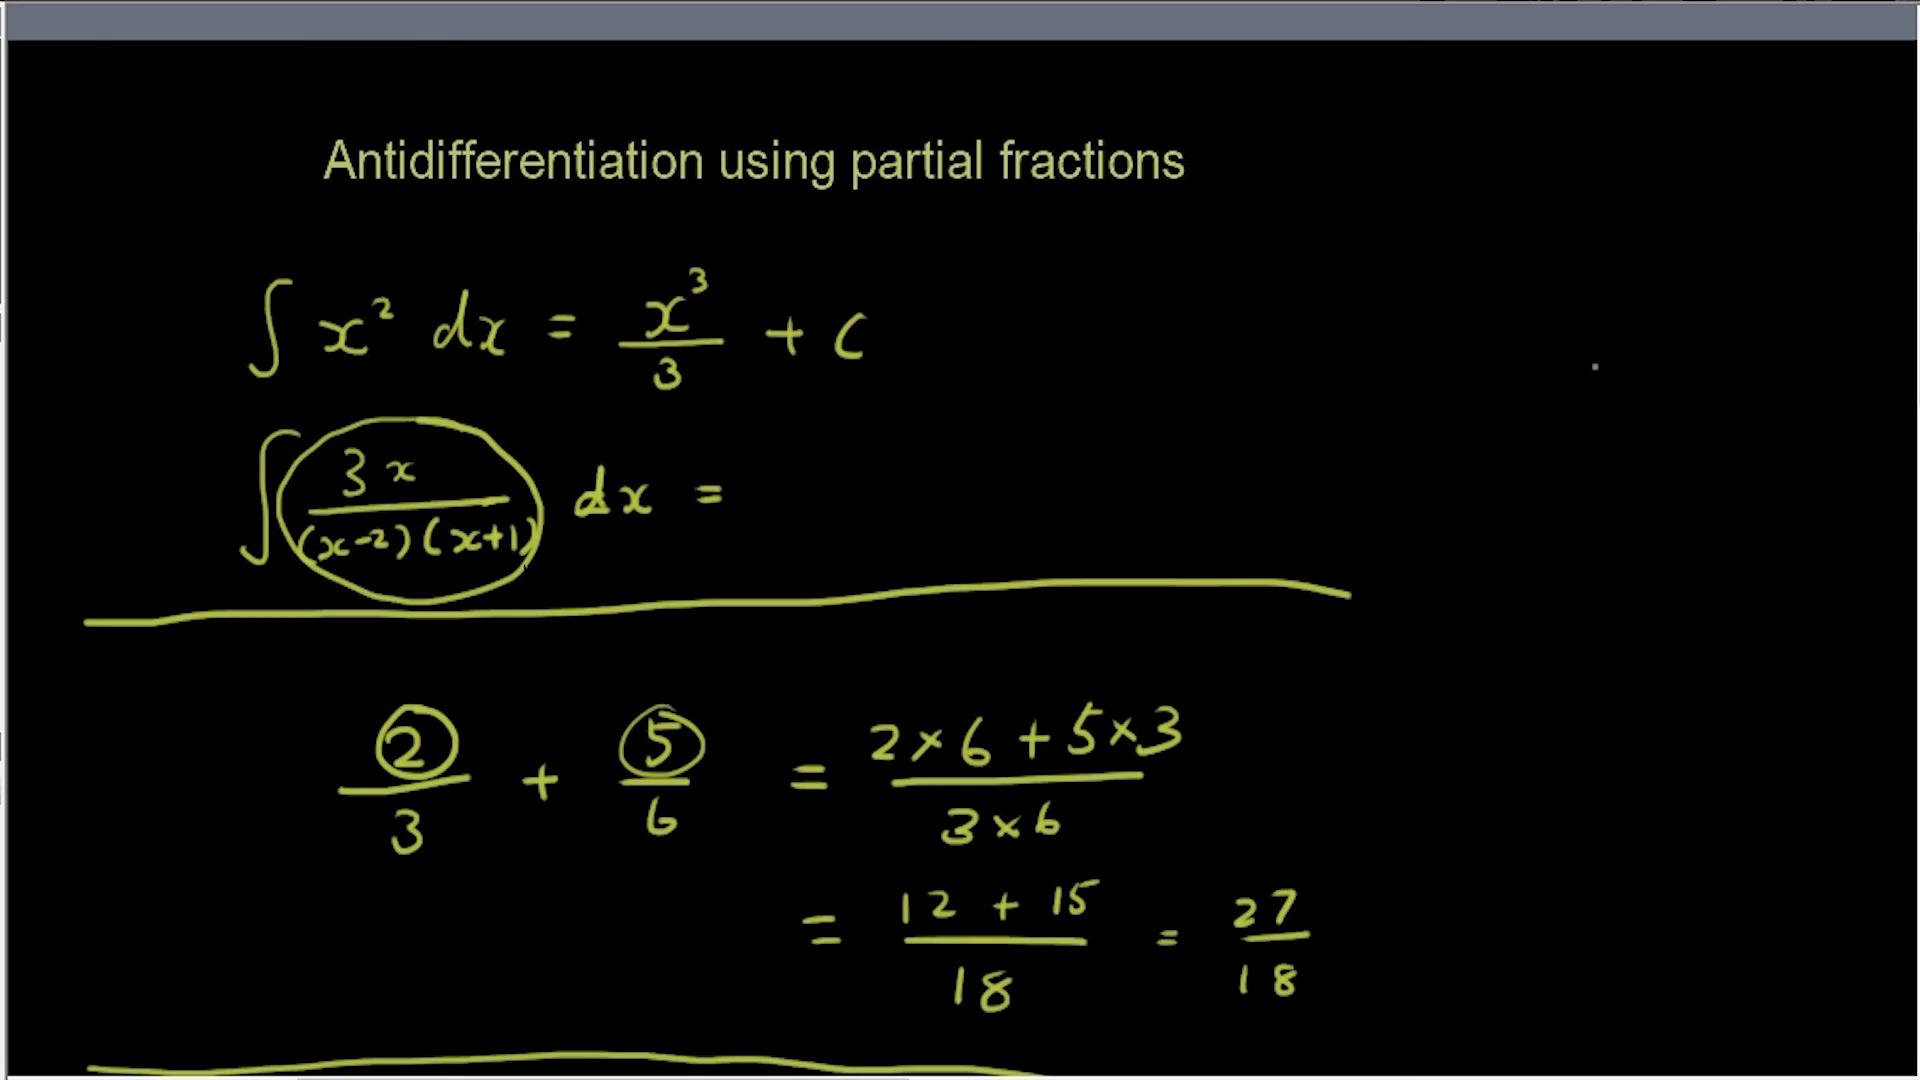 Antidifferentiation using partial fractions
∫ x² dx = x³/3 + C
∫ 3x/((x-2)(x+1)) dx =
2/3 + 5/6 = (2×6 + 5×3)/(3×6)
= (12 + 15)/18 = 27/18